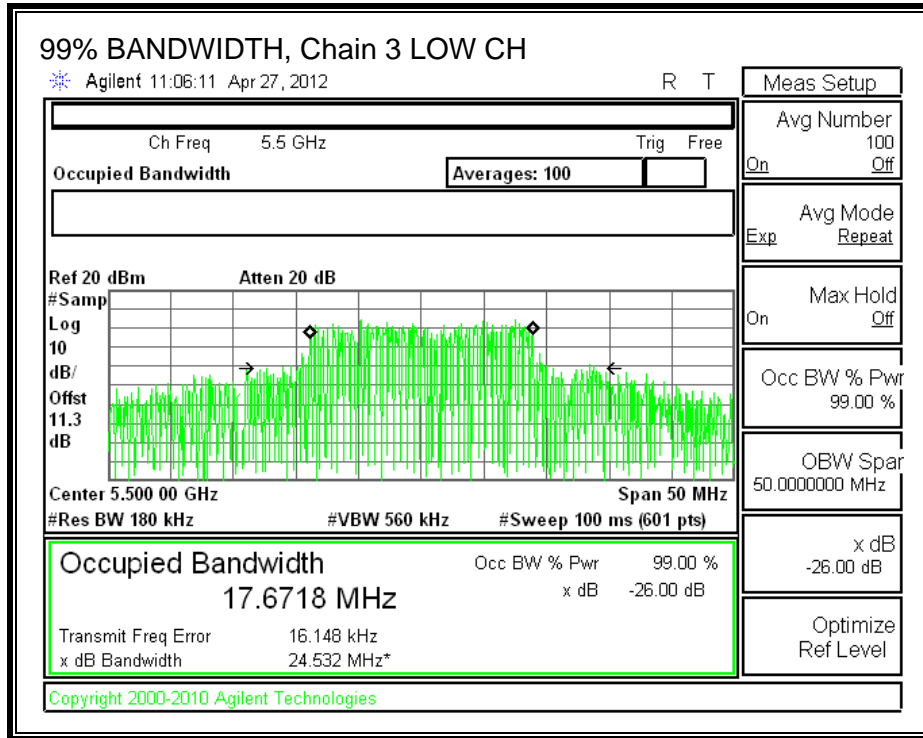 99% BANDWIDTH, Chain 3 LOW CH
Agilent 11:06:11 Apr 27, 2012 R T
Ch Freq 5.5 GHz Trig Free
Occupied Bandwidth Averages: 100
Ref 20 dBm Atten 20 dB
#Samp
Log
10
dB/
Offst
11.3
dB
Center 5.500 00 GHz Span 50 MHz
#Res BW 180 kHz #VBW 560 kHz #Sweep 100 ms (601 pts)
Occupied Bandwidth Occ BW % Pwr 99.00 %
17.6718 MHz x dB -26.00 dB
Transmit Freq Error 16.148 kHz
x dB Bandwidth 24.532 MHz*
Copyright 2000-2010 Agilent Technologies
Meas Setup
Avg Number
100
On Off
Avg Mode
Exp Repeat
Max Hold
On Off
Occ BW % Pwr
99.00 %
OBW Span
50.0000000 MHz
x dB
-26.00 dB
Optimize
Ref Level